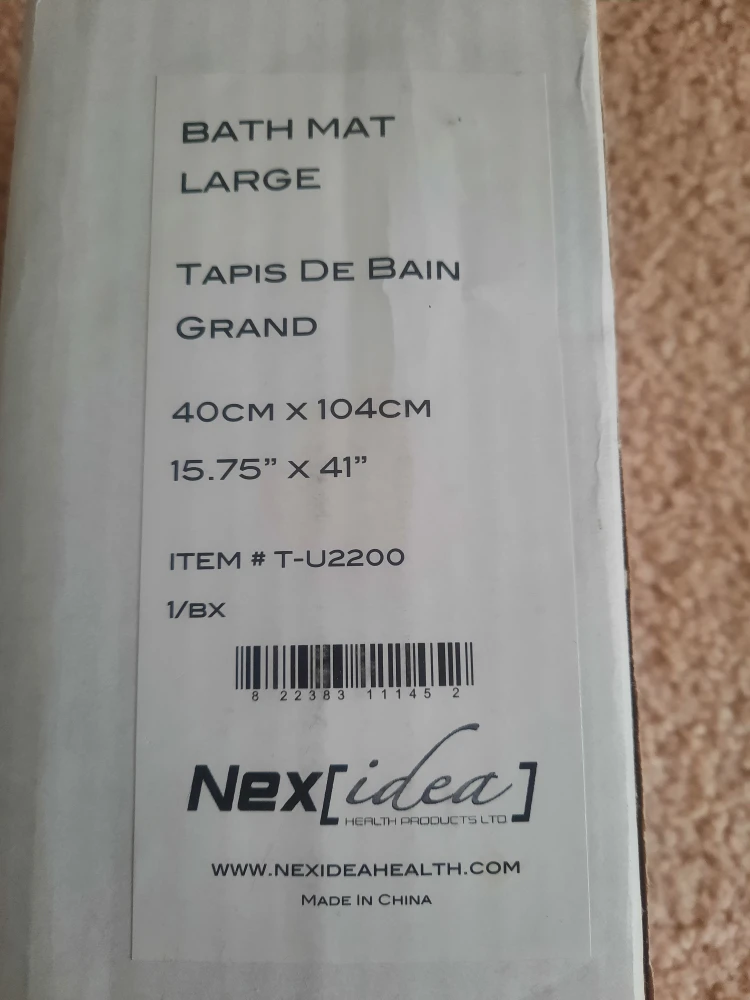 BATH MAT
LARGE
TAPIS DE BAIN
GRAND
40CM X 104CM
15.75” X 41”
ITEM # T-U2200
1/BX
8 22383 11145 2
Nex[idea]
HEALTH PRODUCTS LTD
WWW.NEXIDEAHEALTH.COM
MADE IN CHINA